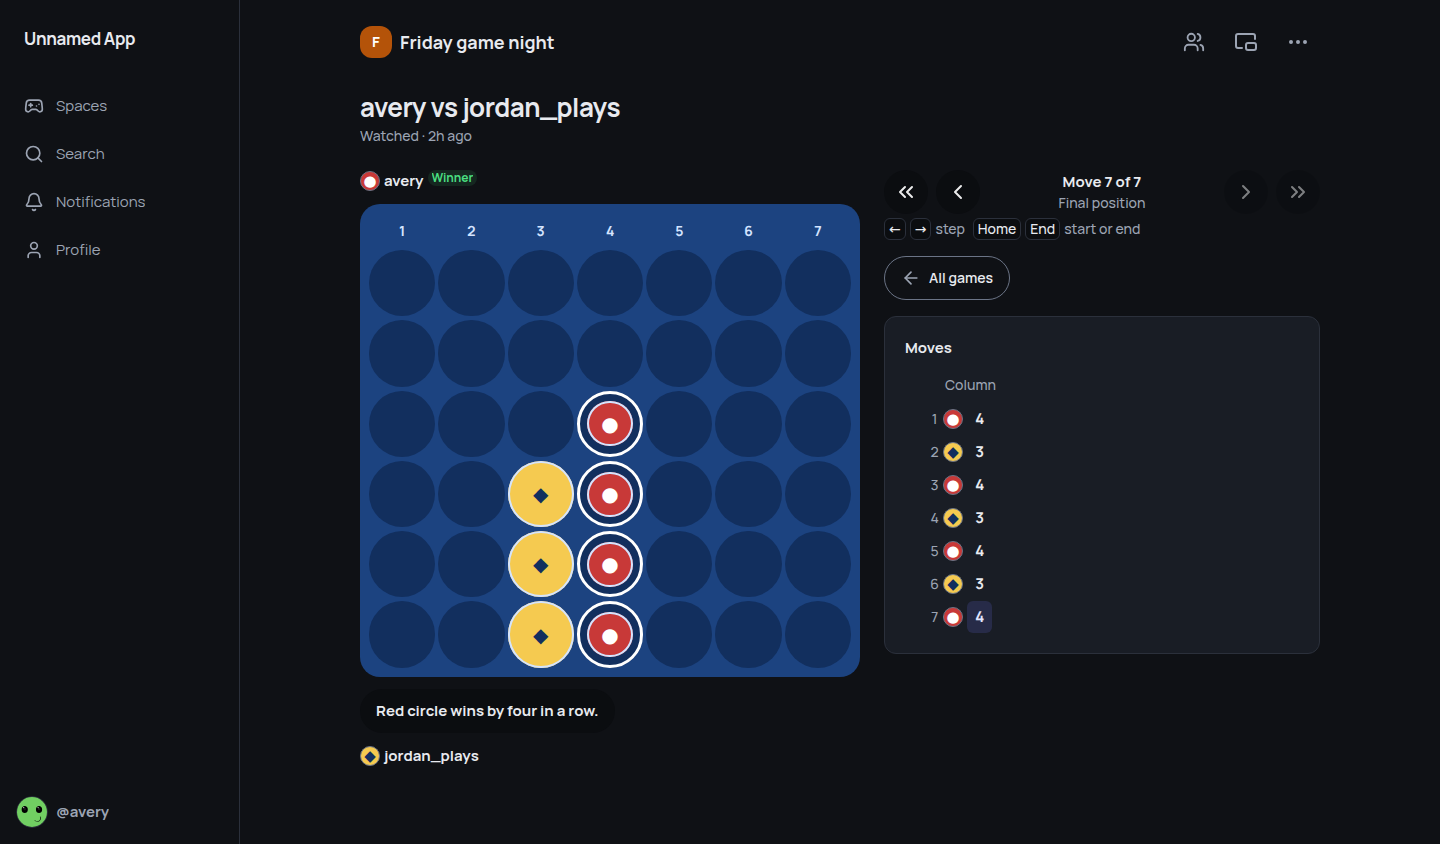 Unnamed App
Spaces
Search
Notifications
Profile
@avery
F Friday game night
avery vs jordan_plays
Watched · 2h ago
avery Winner
1 2 3 4 5 6 7
Red circle wins by four in a row.
jordan_plays
Move 7 of 7
Final position
← → step Home End start or end
All games
Moves
Column
1 4
2 3
3 4
4 3
5 4
6 3
7 4